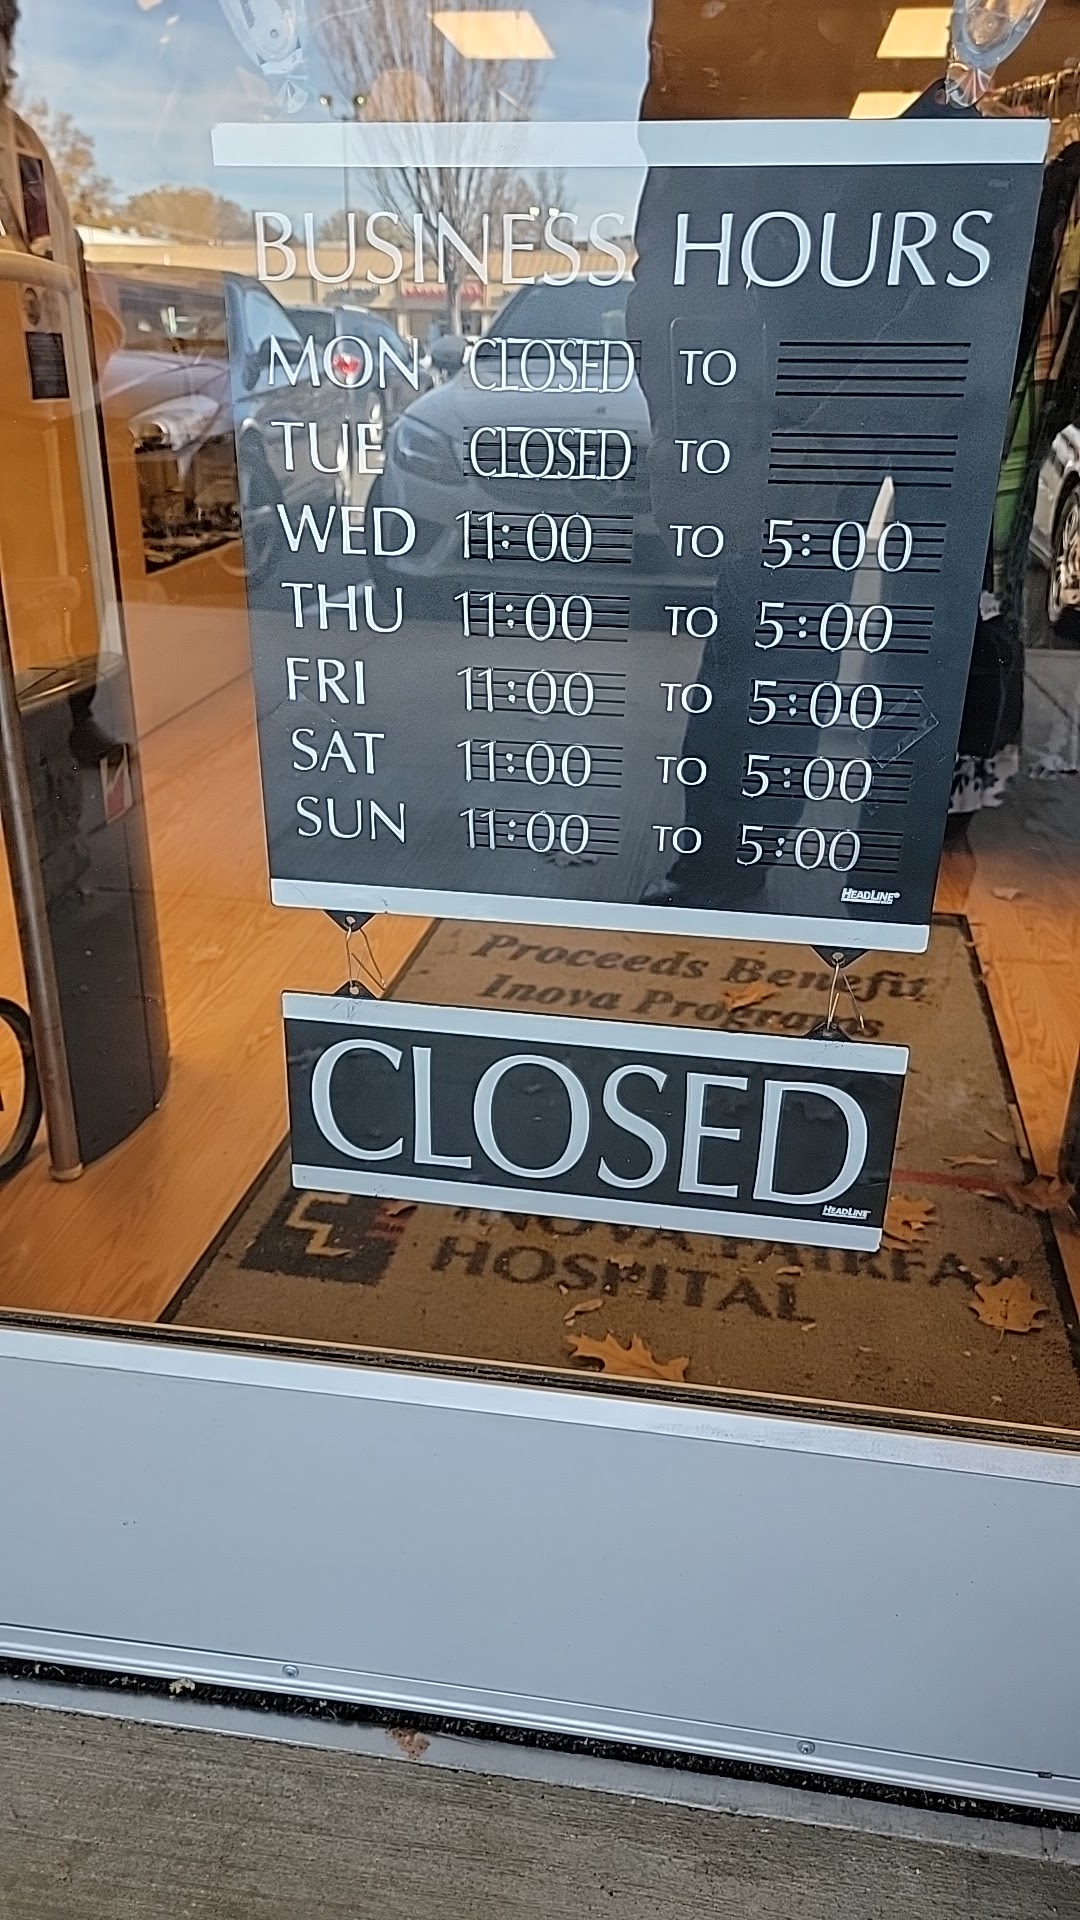 BUSINESS HOURS
MON CLOSED TO
TUE CLOSED TO
WED 11:00 TO 5:00
THU 11:00 TO 5:00
FRI 11:00 TO 5:00
SAT 11:00 TO 5:00
SUN 11:00 TO 5:00
HEADLINE®
Proceeds Benefit
Inova Programs
CLOSED
HEADLINE
INOVA FAIRFAX
HOSPITAL